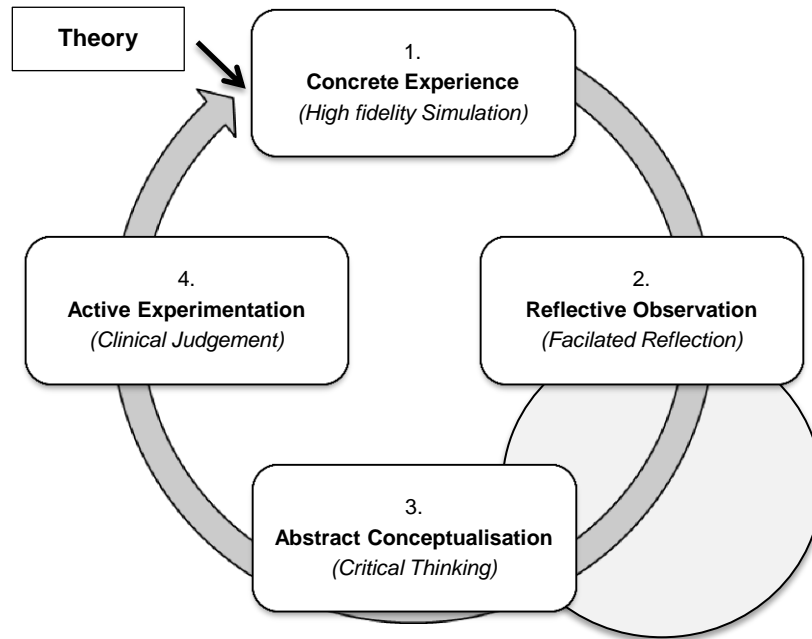 Theory
1.
Concrete Experience
(High fidelity Simulation)
2.
Reflective Observation
(Facilated Reflection)
3.
Abstract Conceptualisation
(Critical Thinking)
4.
Active Experimentation
(Clinical Judgement)